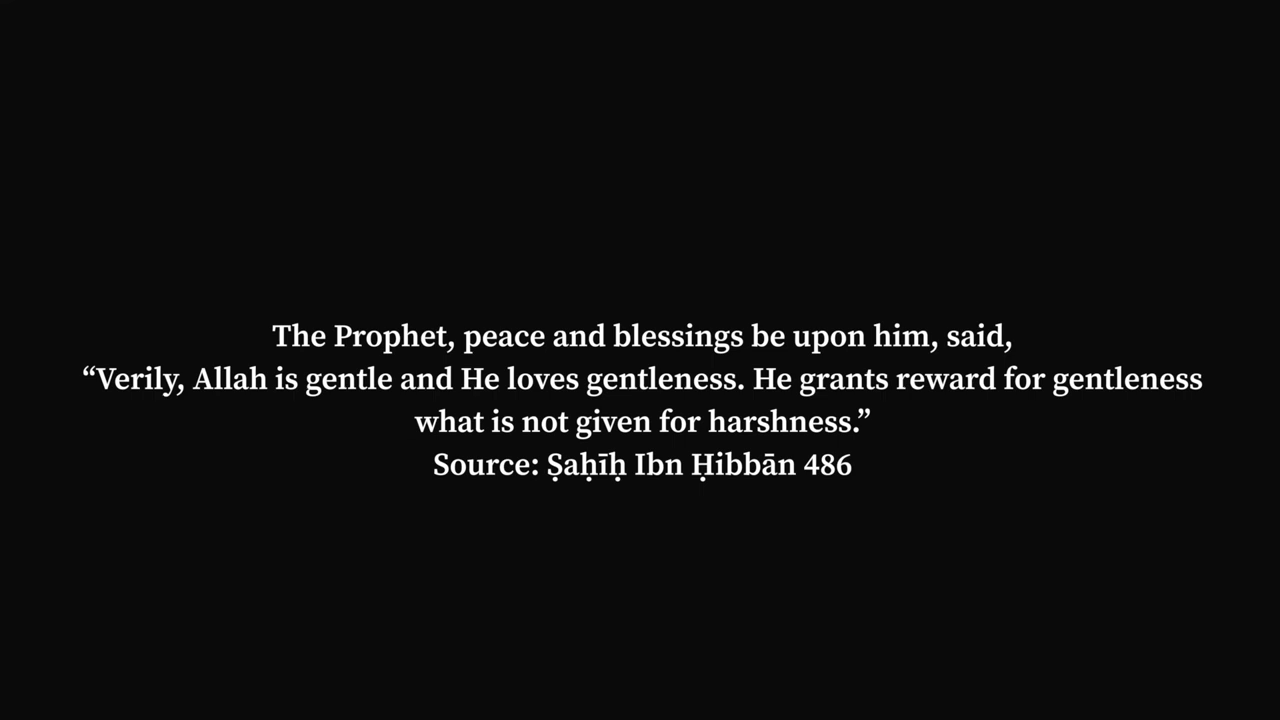 The Prophet, peace and blessings be upon him, said,
“Verily, Allah is gentle and He loves gentleness. He grants reward for gentleness
what is not given for harshness.”
Source: Ṣaḥīḥ Ibn Ḥibbān 486